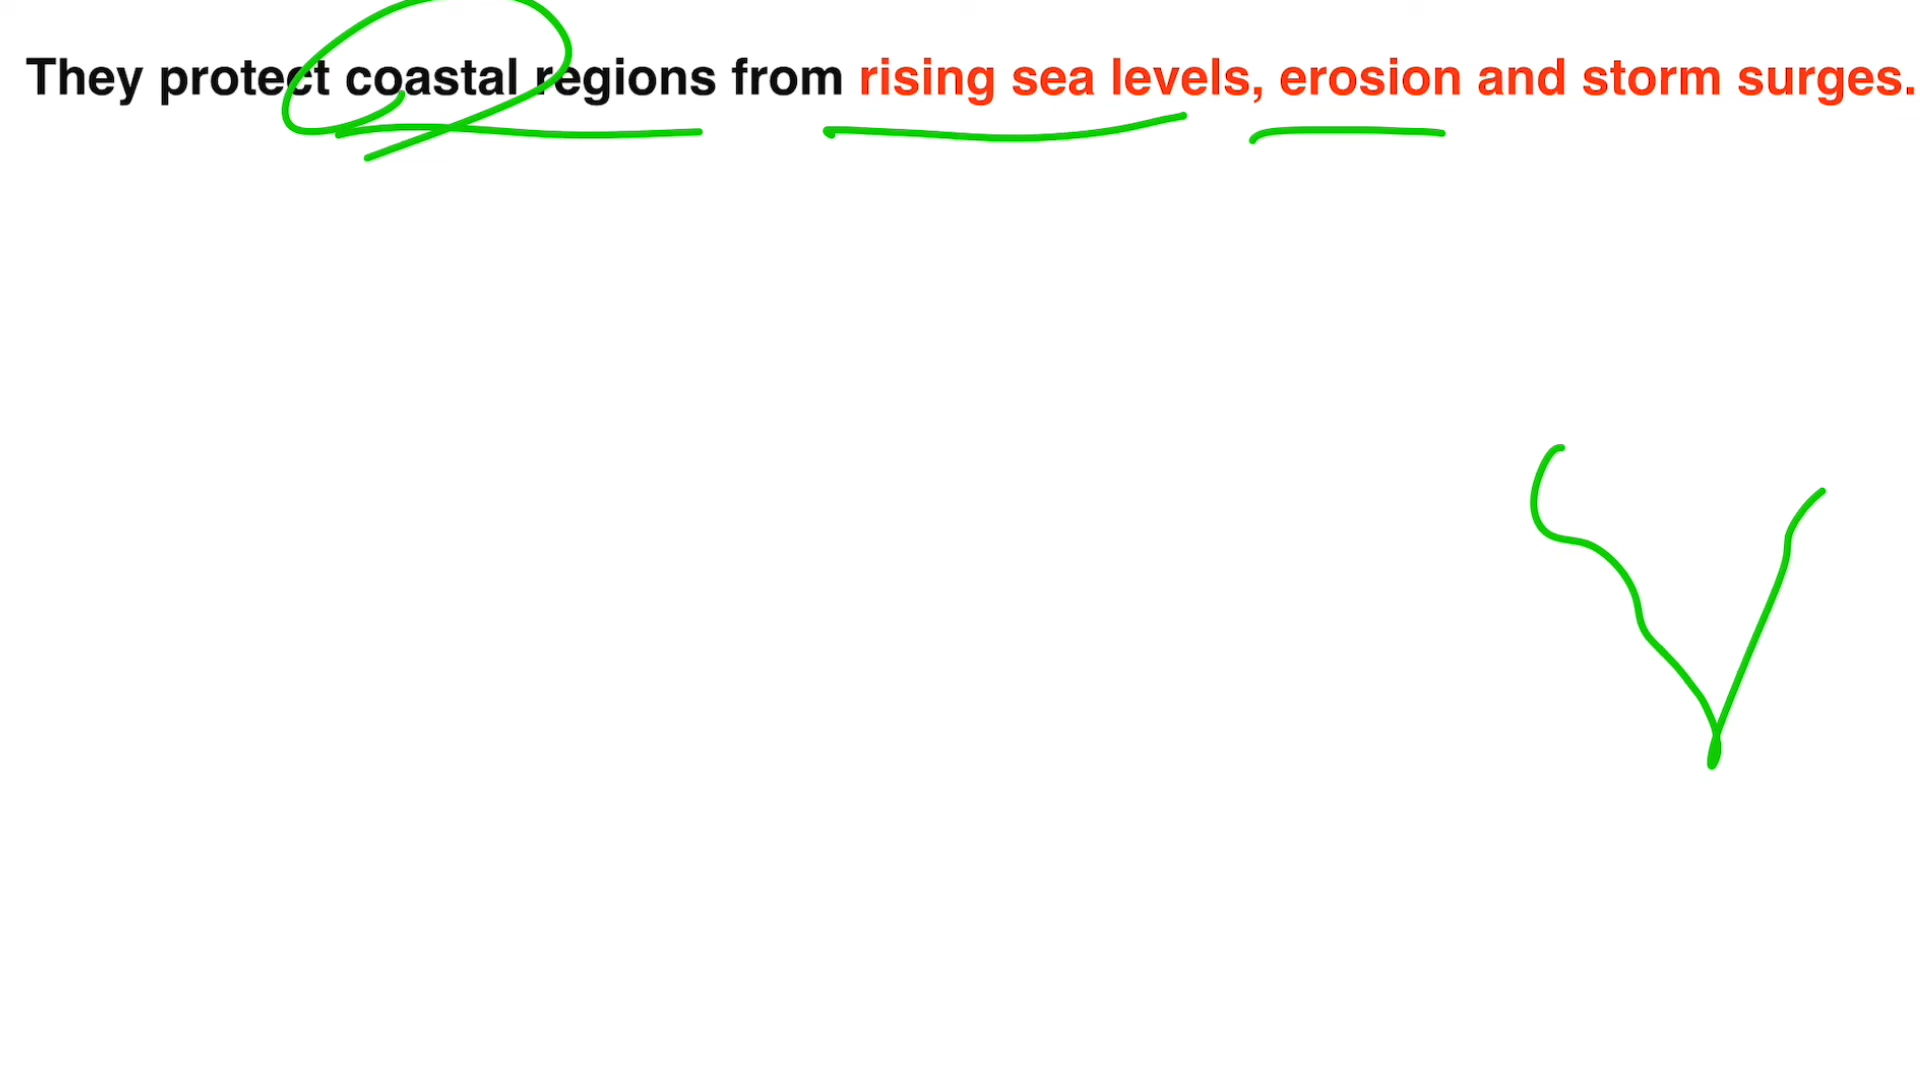 They protect coastal regions from rising sea levels, erosion and storm surges.